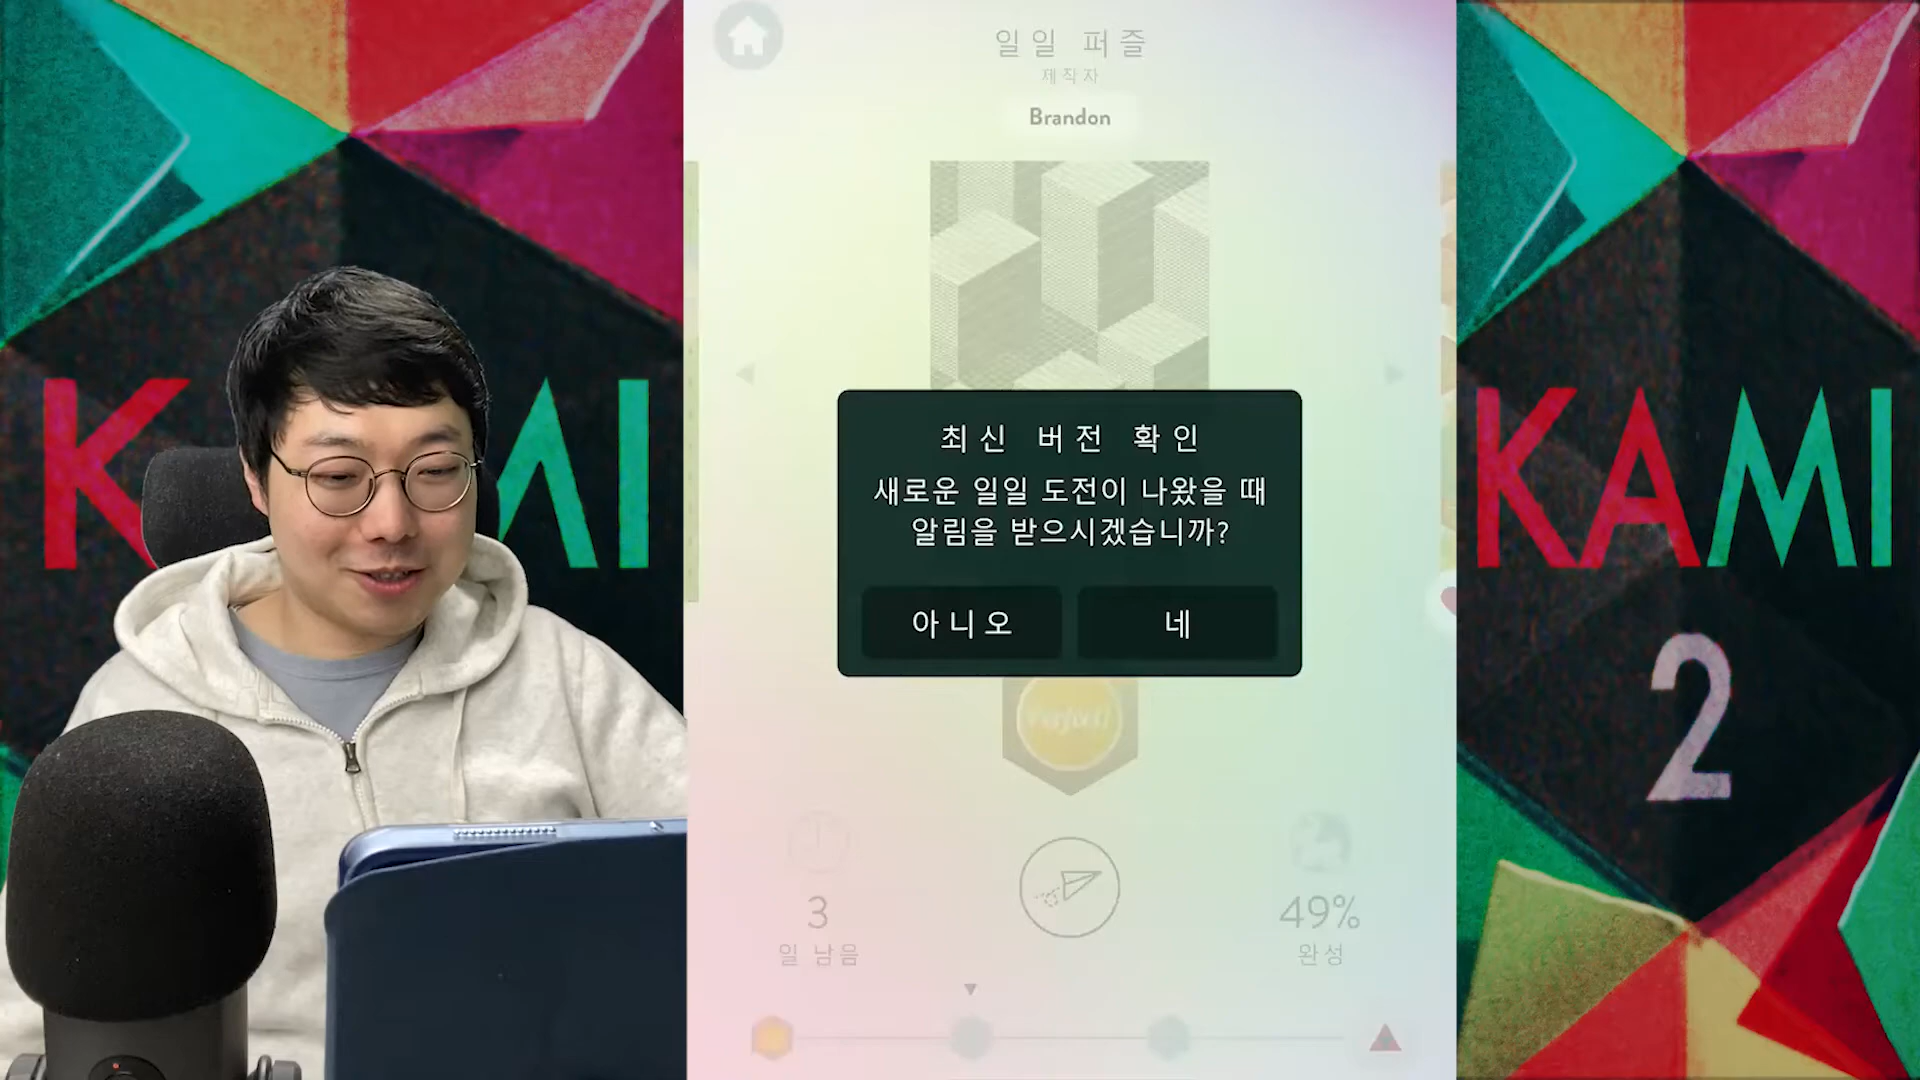 일일 퍼즐
제작자
Brandon
최신 버전 확인
새로운 일일 도전이 나왔을 때
알림을 받으시겠습니까?
아니오
네
Perfect!
3
일 남음
49%
완성
KAMI
2